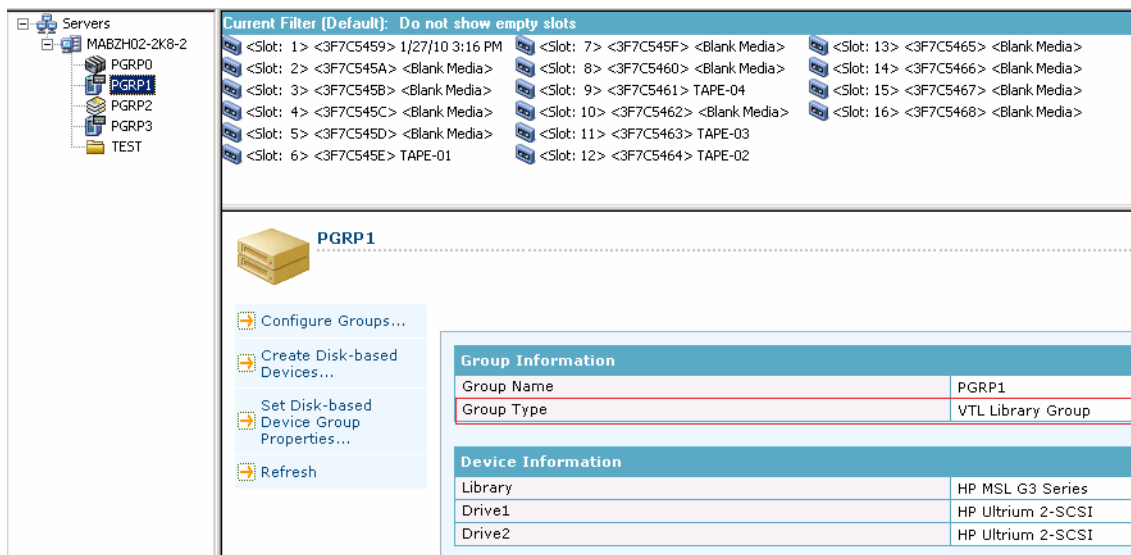 Servers
MABZH02-2K8-2
PGRP0
PGRP1
PGRP2
PGRP3
TEST
Current Filter (Default): Do not show empty slots
<Slot: 1> <3F7C5459> 1/27/10 3:16 PM
<Slot: 2> <3F7C545A> <Blank Media>
<Slot: 3> <3F7C545B> <Blank Media>
<Slot: 4> <3F7C545C> <Blank Media>
<Slot: 5> <3F7C545D> <Blank Media>
<Slot: 6> <3F7C545E> TAPE-01
<Slot: 7> <3F7C545F> <Blank Media>
<Slot: 8> <3F7C5460> <Blank Media>
<Slot: 9> <3F7C5461> TAPE-04
<Slot: 10> <3F7C5462> <Blank Media>
<Slot: 11> <3F7C5463> TAPE-03
<Slot: 12> <3F7C5464> TAPE-02
<Slot: 13> <3F7C5465> <Blank Media>
<Slot: 14> <3F7C5466> <Blank Media>
<Slot: 15> <3F7C5467> <Blank Media>
<Slot: 16> <3F7C5468> <Blank Media>
PGRP1
Configure Groups...
Create Disk-based
Devices...
Set Disk-based
Device Group
Properties...
Refresh
Group Information
Group Name PGRP1
Group Type VTL Library Group
Device Information
Library HP MSL G3 Series
Drive1 HP Ultrium 2-SCSI
Drive2 HP Ultrium 2-SCSI